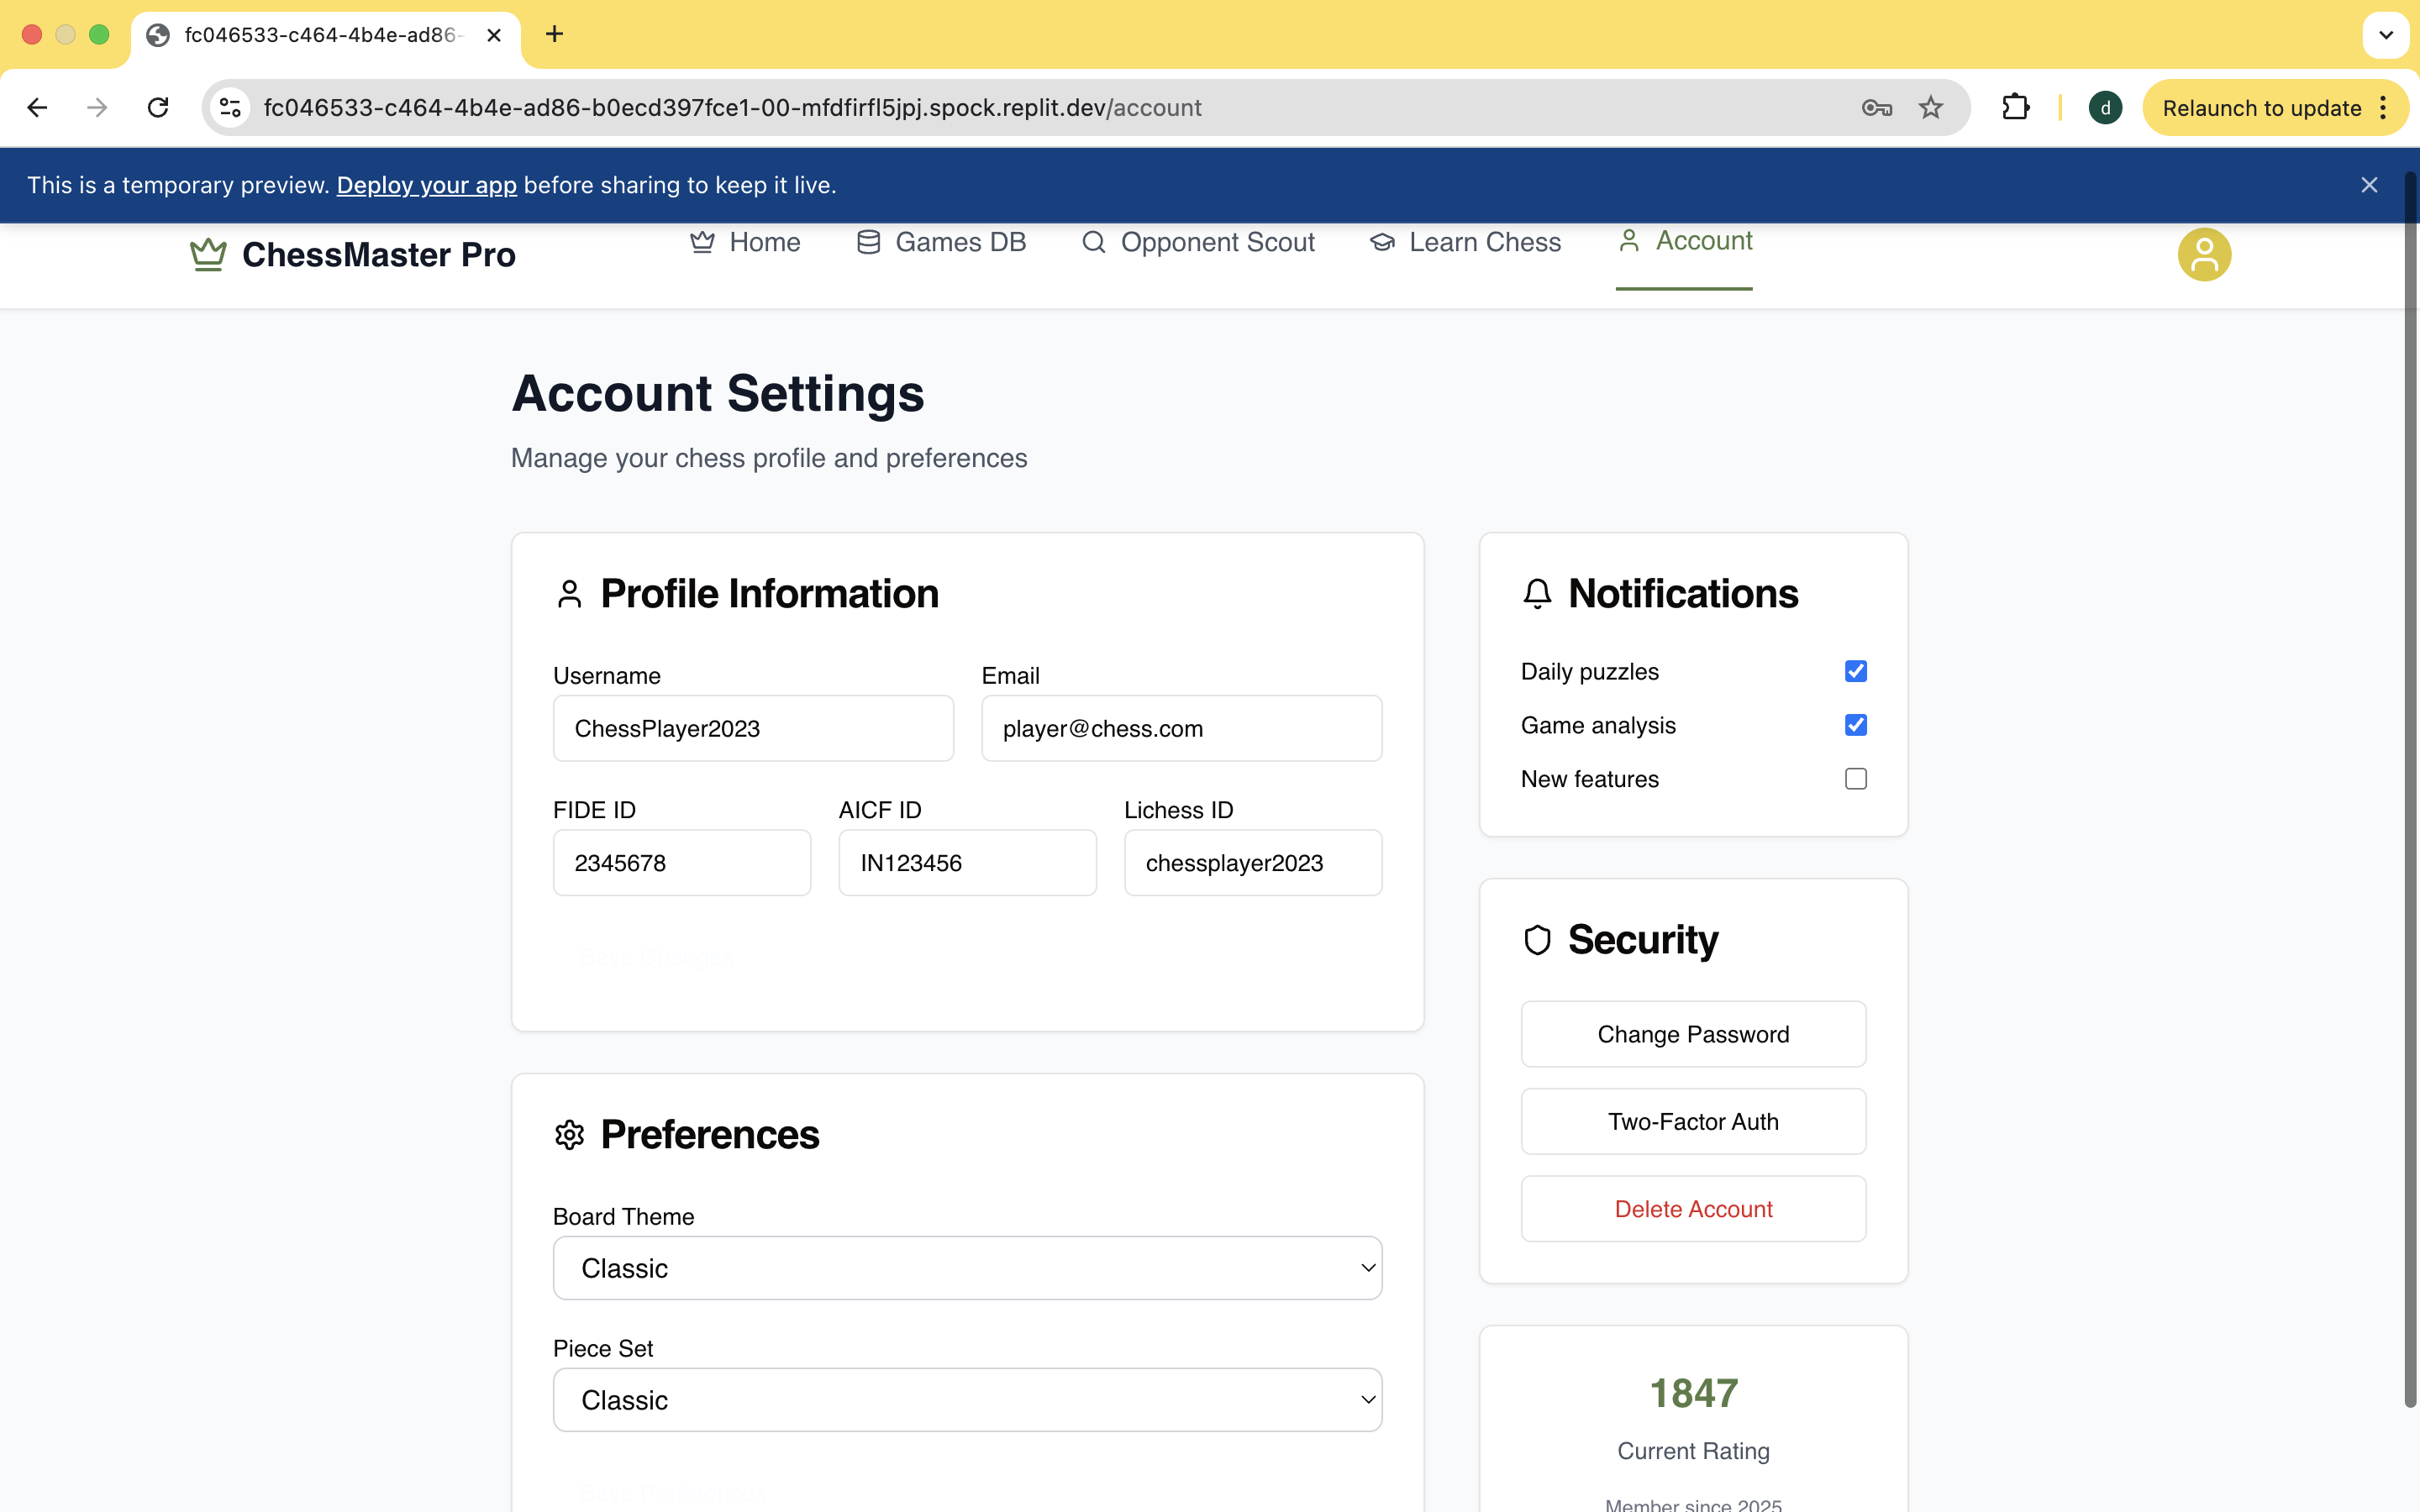 fc046533-c464-4b4e-ad86-
fc046533-c464-4b4e-ad86-b0ecd397fce1-00-mfdfirfl5jpj.spock.replit.dev/account
d
Relaunch to update
This is a temporary preview. Deploy your app before sharing to keep it live.
ChessMaster Pro
Home
Games DB
Opponent Scout
Learn Chess
Account
Account Settings
Manage your chess profile and preferences
Profile Information
Username
Email
ChessPlayer2023
player@chess.com
FIDE ID
AICF ID
Lichess ID
2345678
IN123456
chessplayer2023
Save Changes
Preferences
Board Theme
Classic
Piece Set
Classic
Save Preferences
Notifications
Daily puzzles
Game analysis
New features
Security
Change Password
Two-Factor Auth
Delete Account
1847
Current Rating
Member since 2025